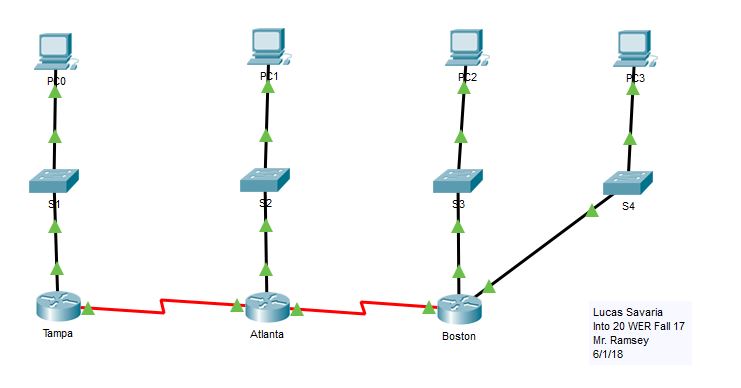 PC0
PC1
PC2
PC3
S1
S2
S3
S4
Tampa
Atlanta
Boston
Lucas Savaria
Into 20 WER Fall 17
Mr. Ramsey
6/1/18